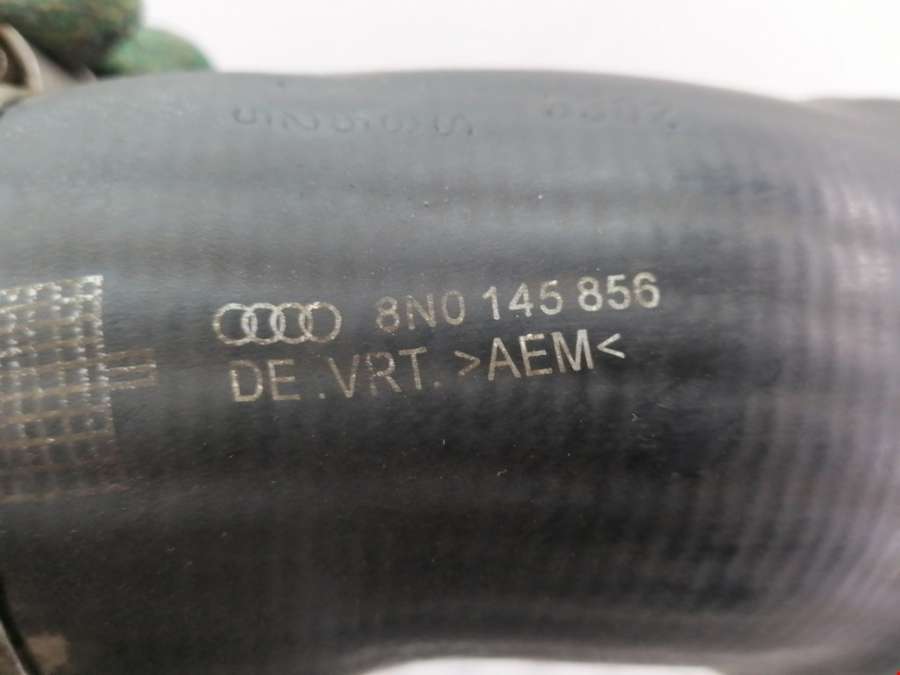 8N0 145 856
DE .VRT. >AEM<